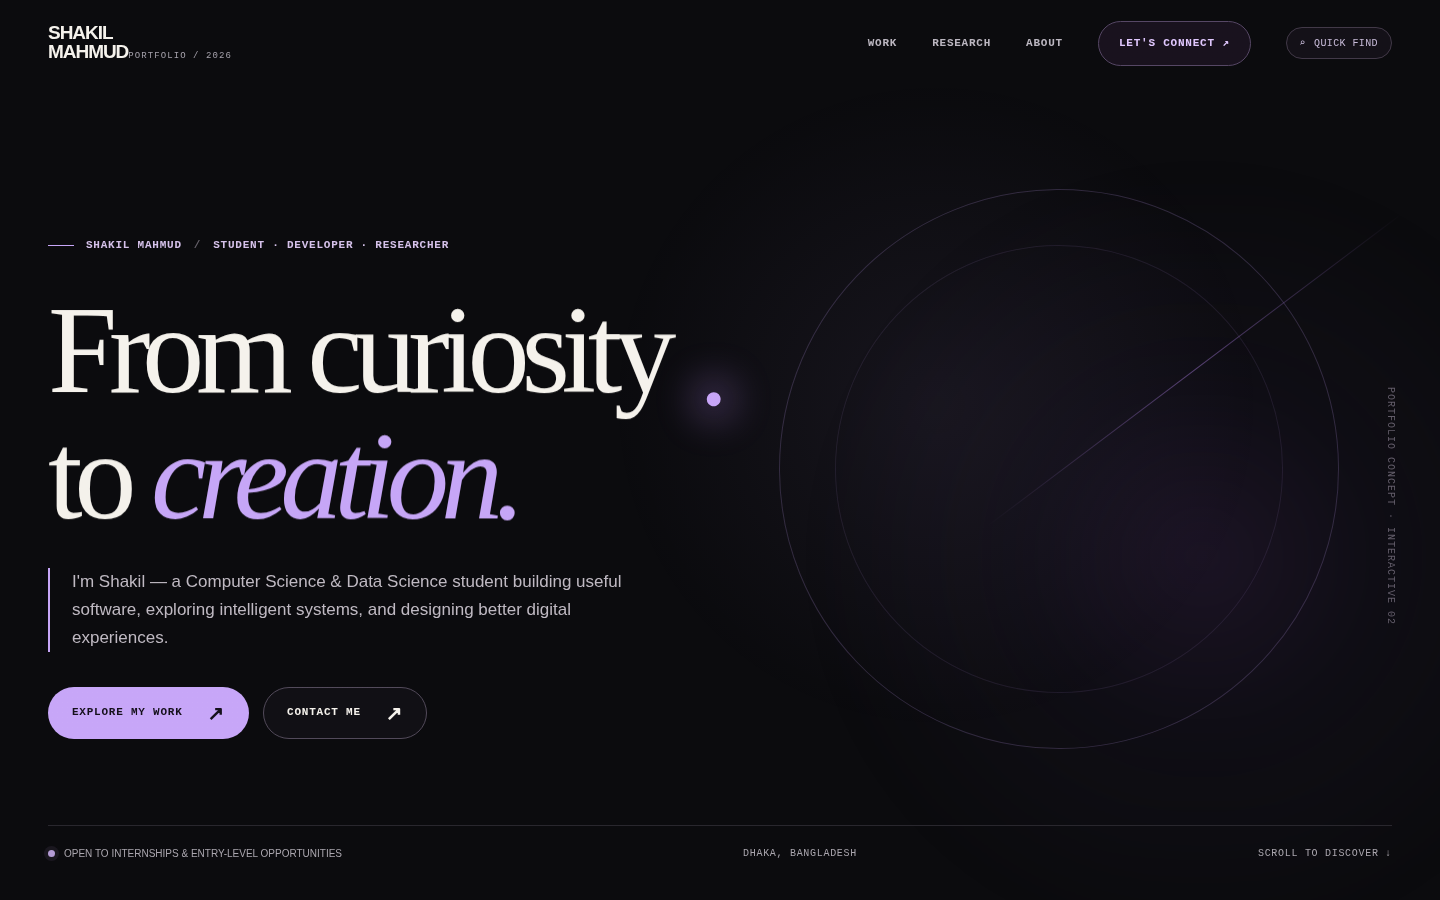 SHAKIL
MAHMUD PORTFOLIO / 2026
WORK RESEARCH ABOUT LET'S CONNECT ↗ QUICK FIND
SHAKIL MAHMUD / STUDENT · DEVELOPER · RESEARCHER
From curiosity
to creation.
I'm Shakil — a Computer Science & Data Science student building useful
software, exploring intelligent systems, and designing better digital
experiences.
EXPLORE MY WORK ↗ CONTACT ME ↗
PORTFOLIO CONCEPT · INTERACTIVE 02
OPEN TO INTERNSHIPS & ENTRY-LEVEL OPPORTUNITIES DHAKA, BANGLADESH SCROLL TO DISCOVER ↓